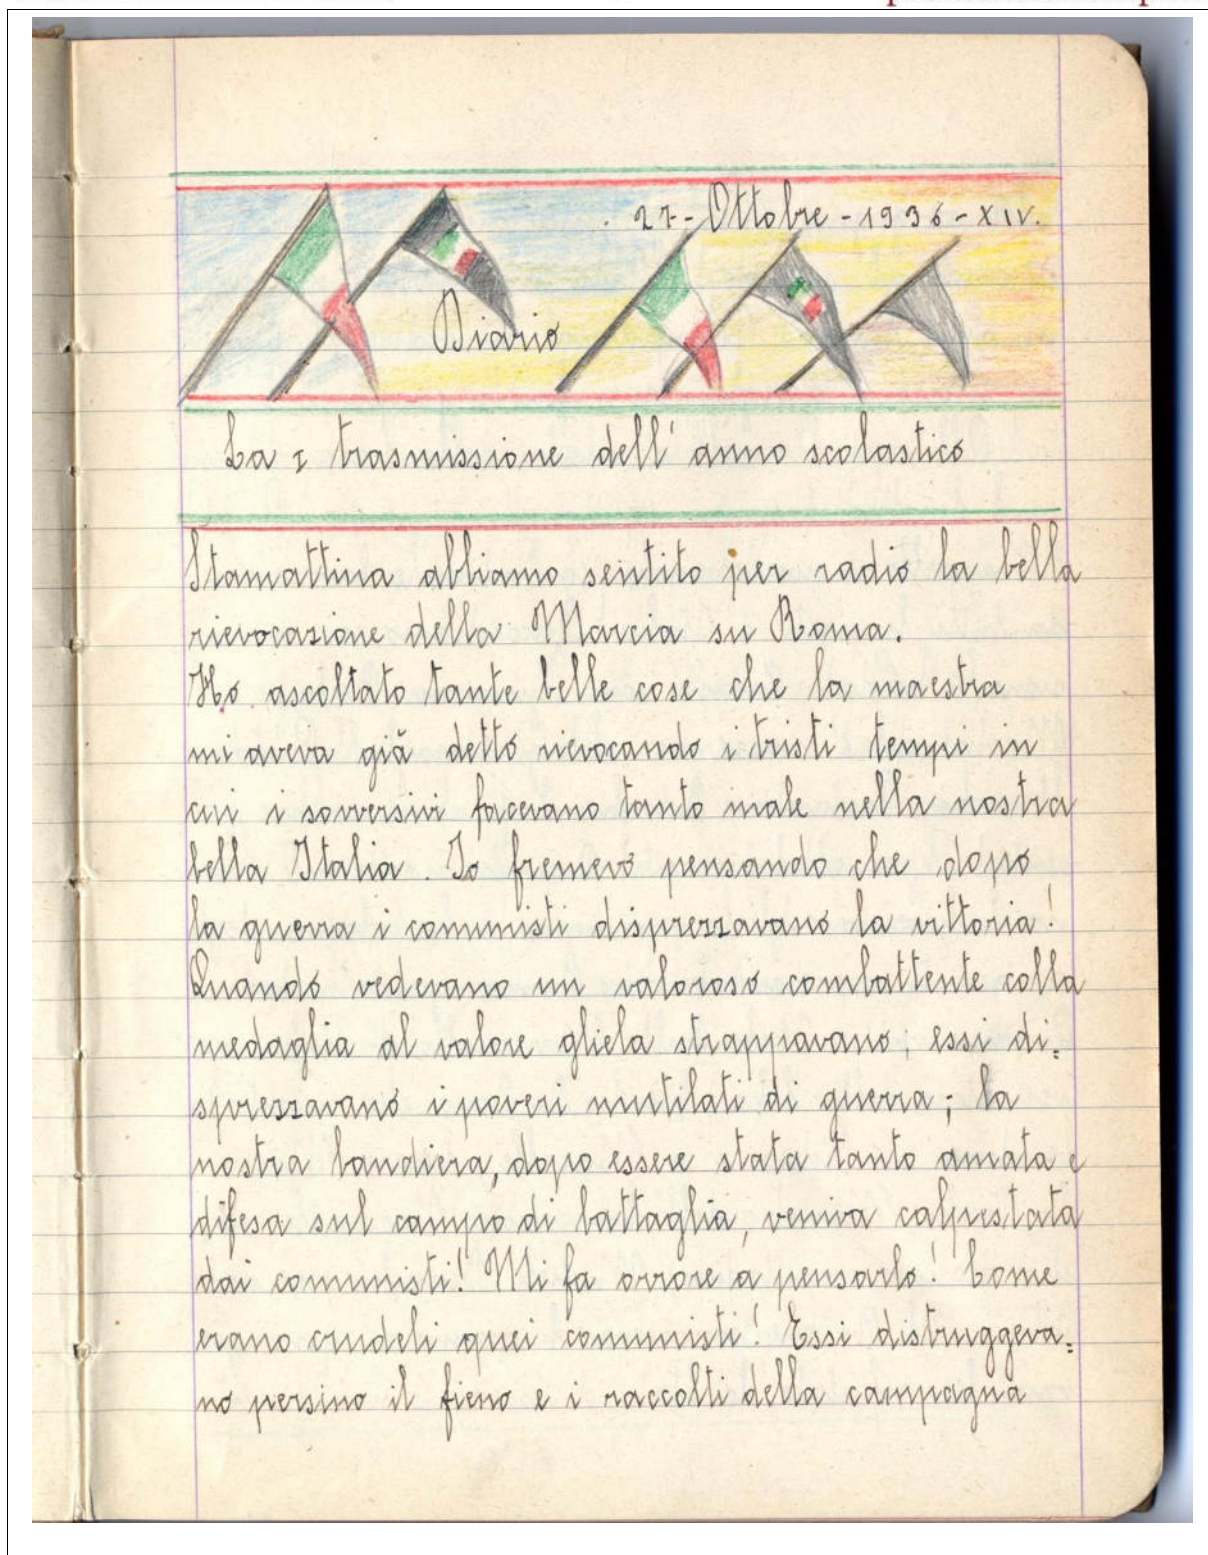 27-Ottobre-1936-XIV.
Diario
La I trasmissione dell'anno scolastico
Stamattina abbiamo sentito per radio la bella
rievocazione della Marcia su Roma.
Ho ascoltato tante belle cose che la maestra
mi aveva già detto rievocando i tristi tempi in
cui i sovversivi facevano tanto male nella nostra
bella Italia. Io fremevo pensando che dopo
la guerra i comunisti disprezzavano la vittoria!
Quando vedevano un valoroso combattente colla
medaglia al valore gliela strappavano; essi di=
sprezzavano i poveri mutilati di guerra; la
nostra bandiera, dopo essere stata tanto amata e
difesa sul campo di battaglia, veniva calpestata
dai comunisti! Mi fa orrore a pensarlo! Come
erano crudeli quei comunisti! Essi distruggeva=
no persino il fieno e i raccolti della campagna